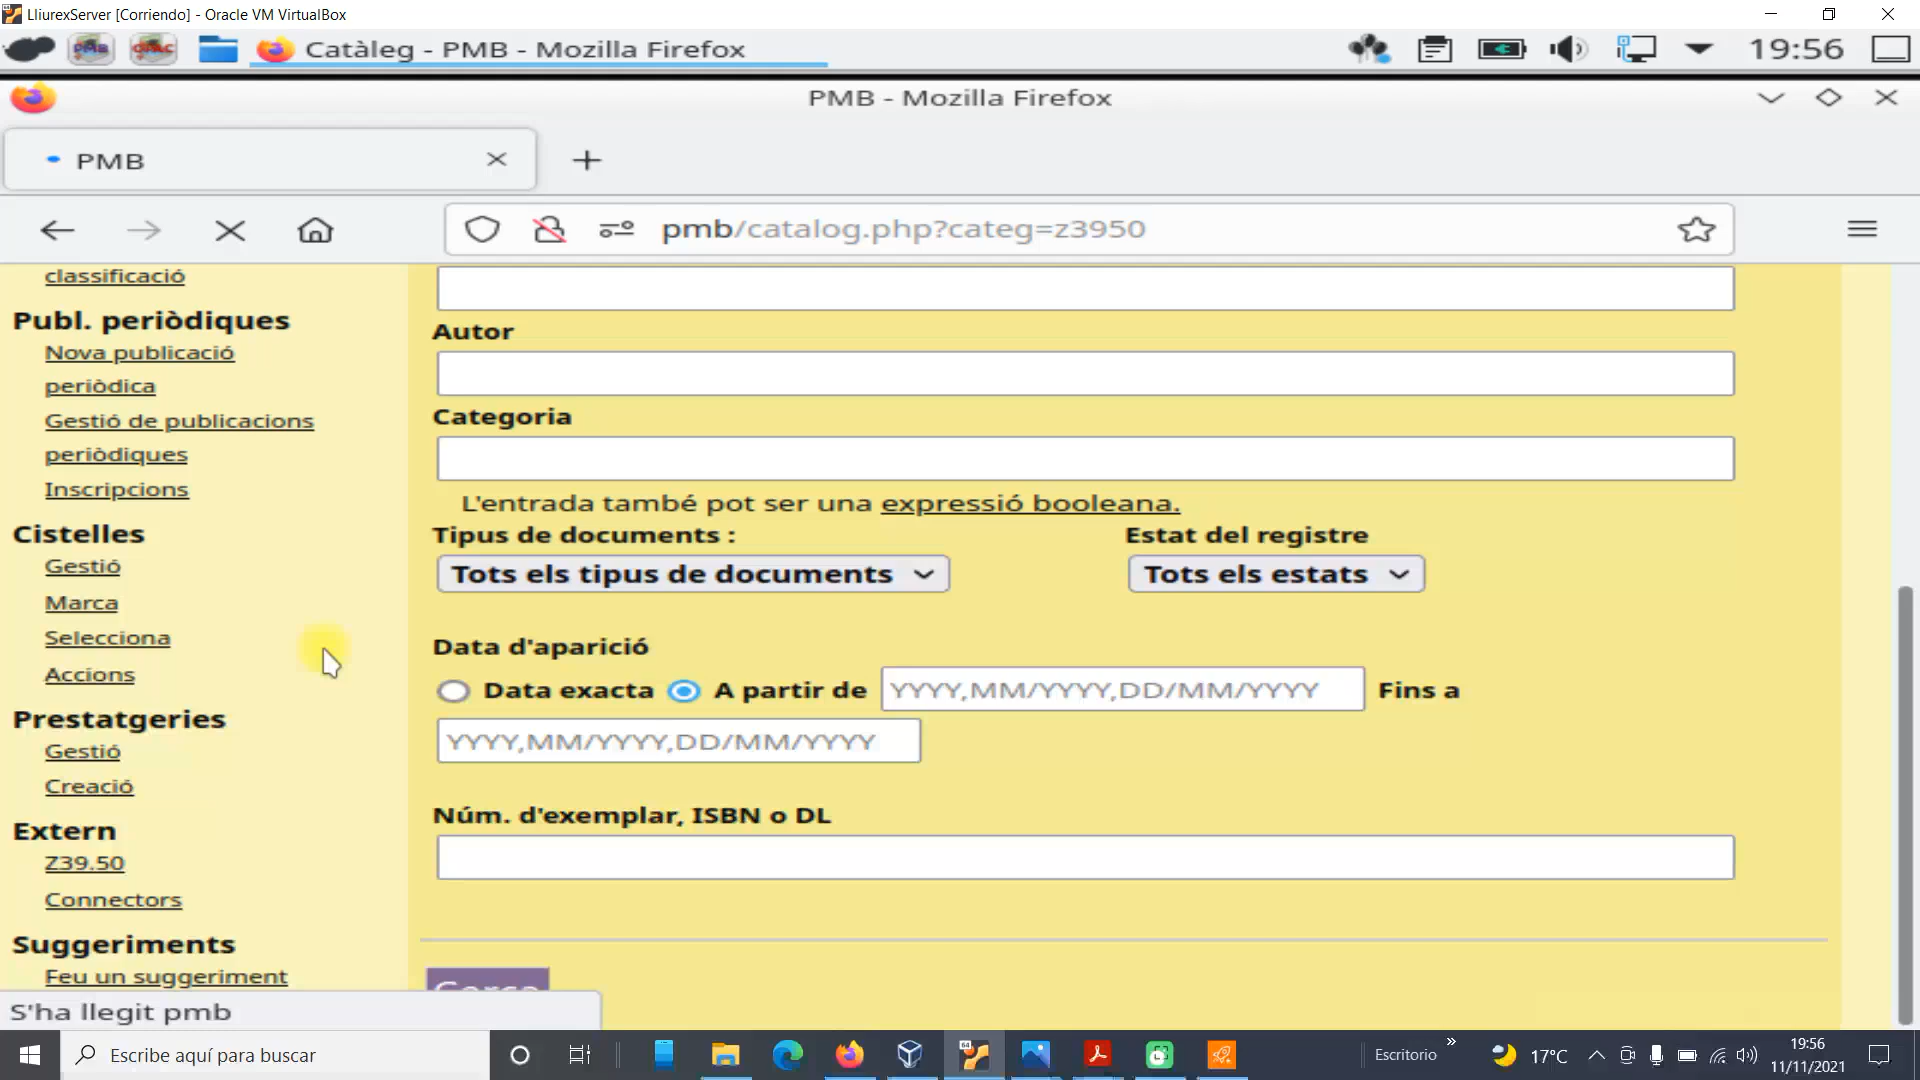 LliurexServer [Corriendo] - Oracle VM VirtualBox
PMB
OPAC
Catàleg - PMB - Mozilla Firefox
19:56
PMB - Mozilla Firefox
PMB
pmb/catalog.php?categ=z3950
classificació
Publ. periòdiques
Nova publicació
periòdica
Gestió de publicacions
periòdiques
Inscripcions
Cistelles
Gestió
Marca
Selecciona
Accions
Prestatgeries
Gestió
Creació
Extern
Z39.50
Connectors
Suggeriments
Feu un suggeriment
Autor
Categoria
L'entrada també pot ser una expressió booleana.
Tipus de documents :
Estat del registre
Tots els tipus de documents
Tots els estats
Data d'aparició
Data exacta
A partir de
YYYY,MM/YYYY,DD/MM/YYYY
Fins a
YYYY,MM/YYYY,DD/MM/YYYY
Núm. d'exemplar, ISBN o DL
Cerca
S'ha llegit pmb
Escribe aquí para buscar
64
Escritorio
17°C
19:56
11/11/2021